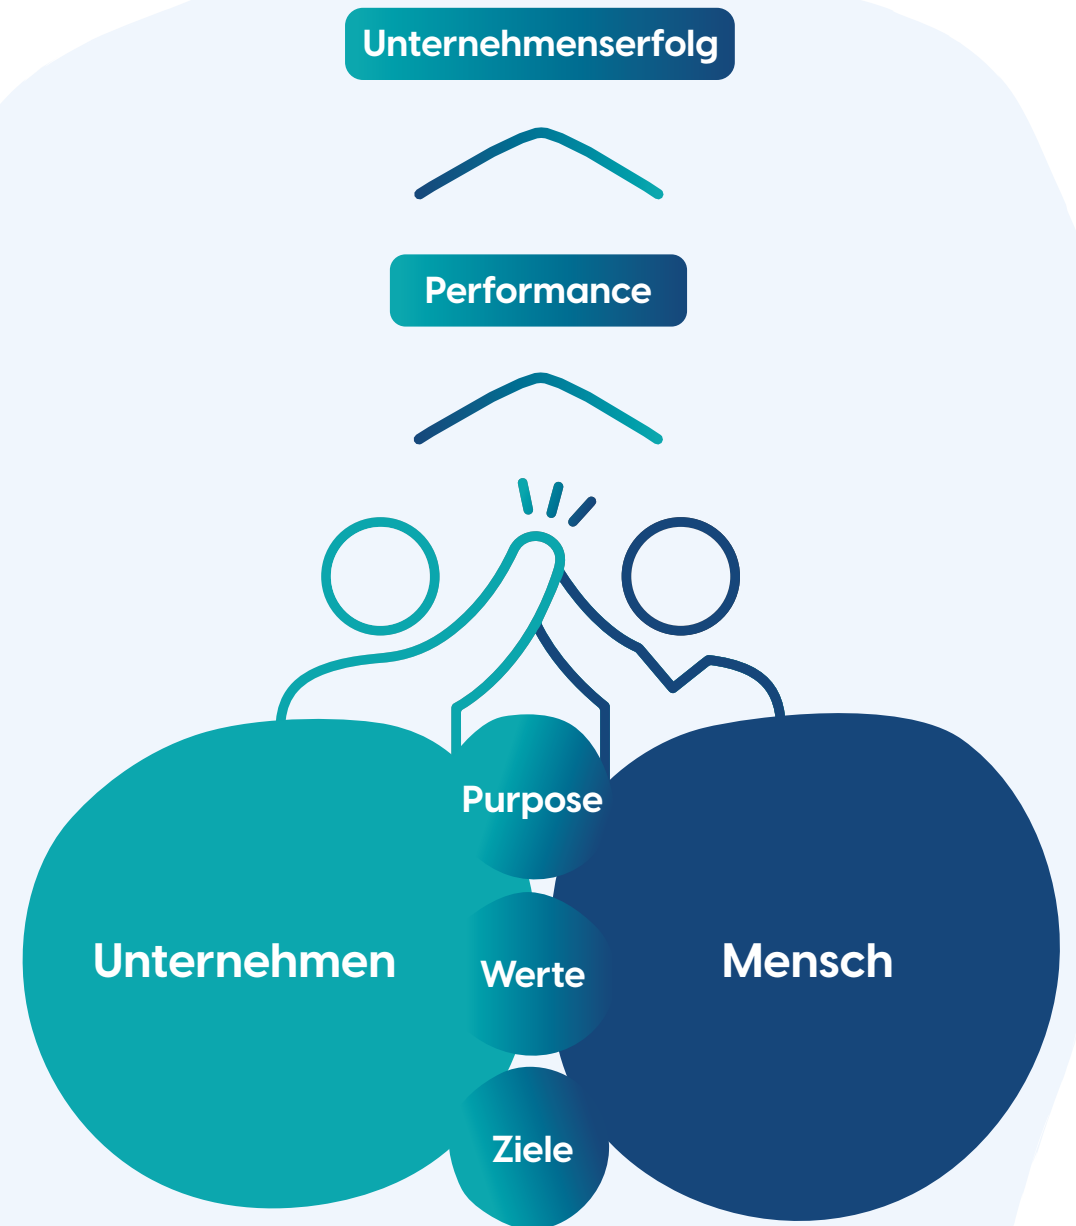 Unternehmenserfolg
Performance
Purpose
Unternehmen
Werte
Mensch
Ziele